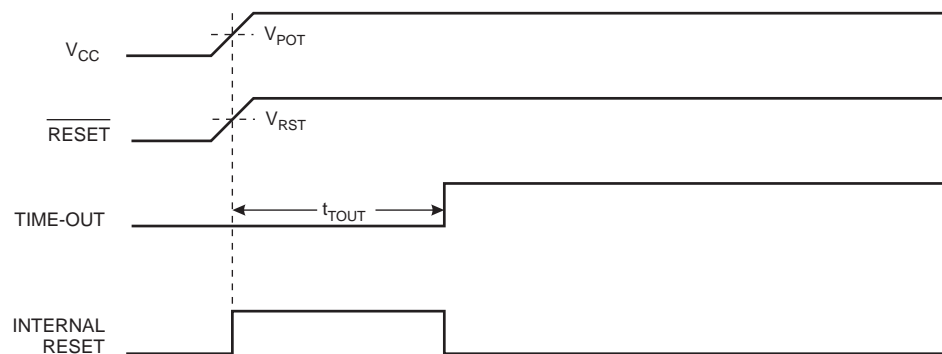 V_CC
V_POT
RESET
V_RST
TIME-OUT
t_TOUT
INTERNAL
RESET